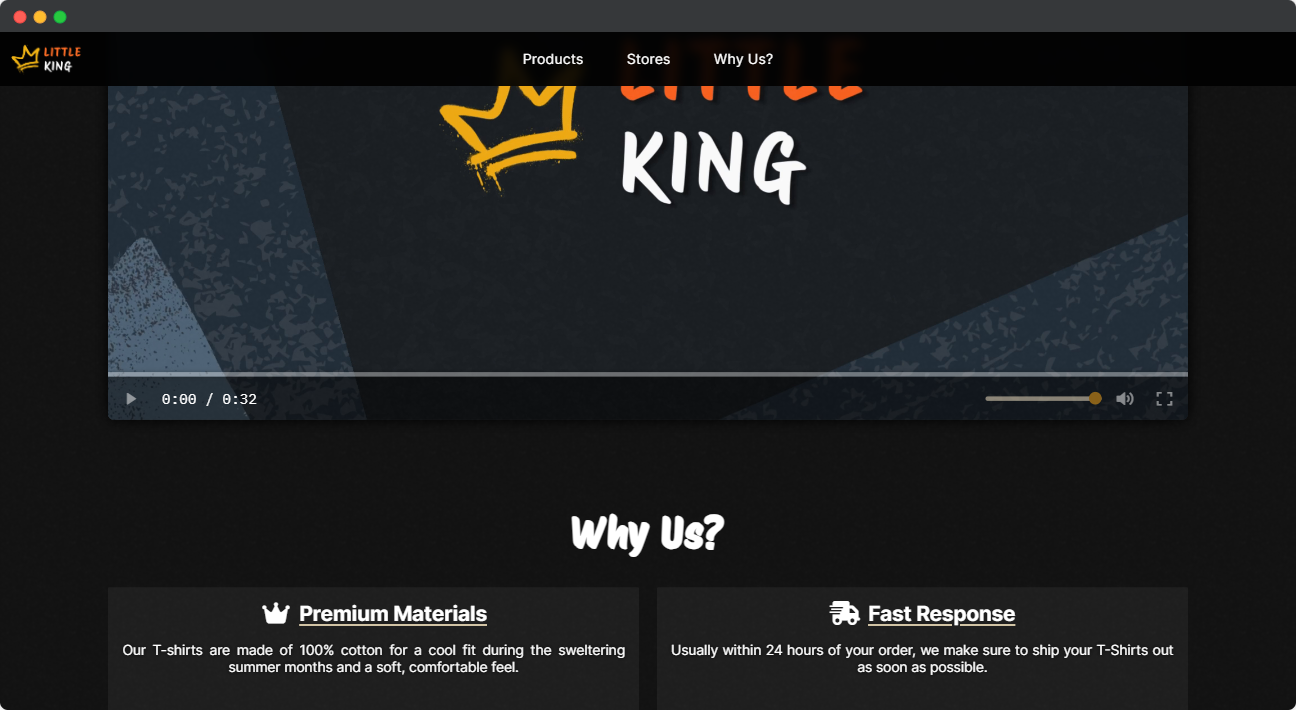 LITTLE
KING
Products
Stores
Why Us?
LITTLE
KING
0:00 / 0:32
Why Us?
Premium Materials
Our T-shirts are made of 100% cotton for a cool fit during the sweltering
summer months and a soft, comfortable feel.
Fast Response
Usually within 24 hours of your order, we make sure to ship your T-Shirts out
as soon as possible.